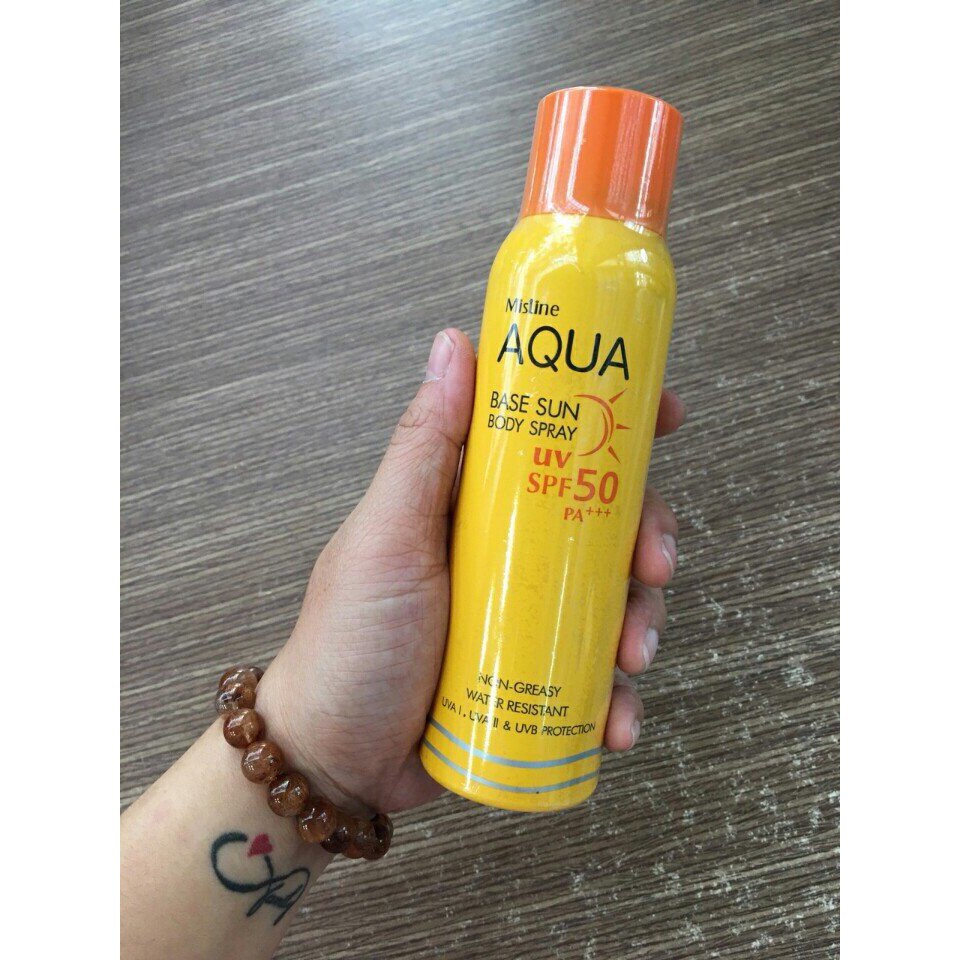 Mistine
AQUA
BASE SUN
BODY SPRAY
UV
SPF50
PA+++
NON-GREASY
WATER RESISTANT
UVA I, UVA II & UVB PROTECTION